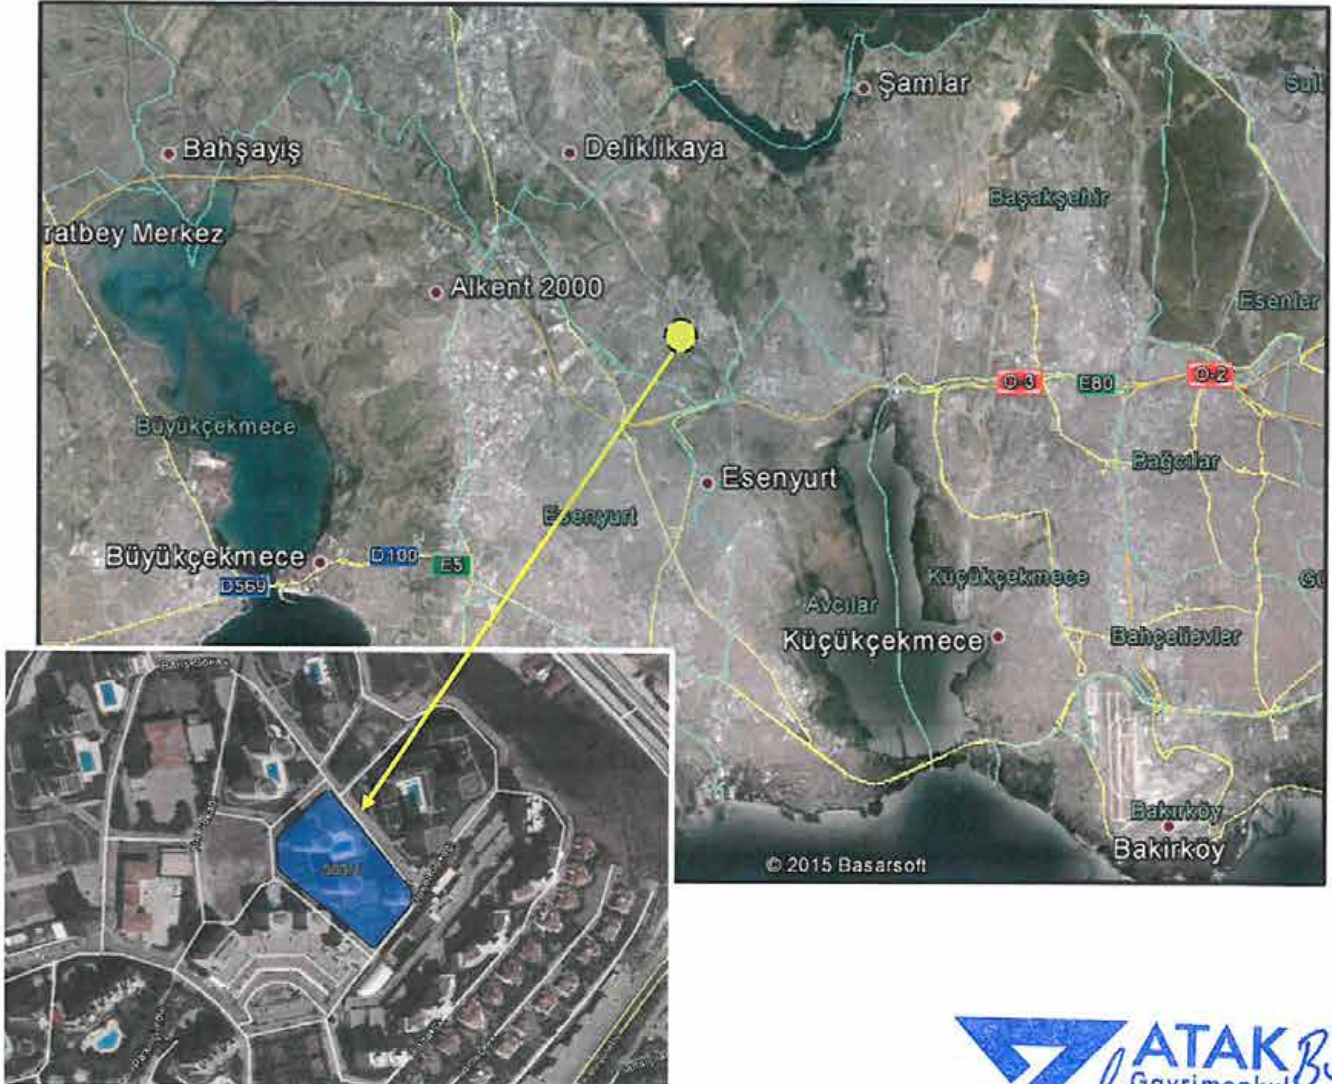 Şamlar
Sul
Bahşayiş
Deliklikaya
Başakşehir
ratbey Merkez
Alkent 2000
Esenler
O-3
E80
O-2
Büyükçekmece
Bağcılar
Esenyurt
Esenyurt
Büyükçekmece
D100
E5
D569
Küçükçekmece
Avcılar
Küçükçekmece
Bahçelievler
Bakırköy
Bakırköy
© 2015 Basarsoft
ATAK
Gayrimenkul